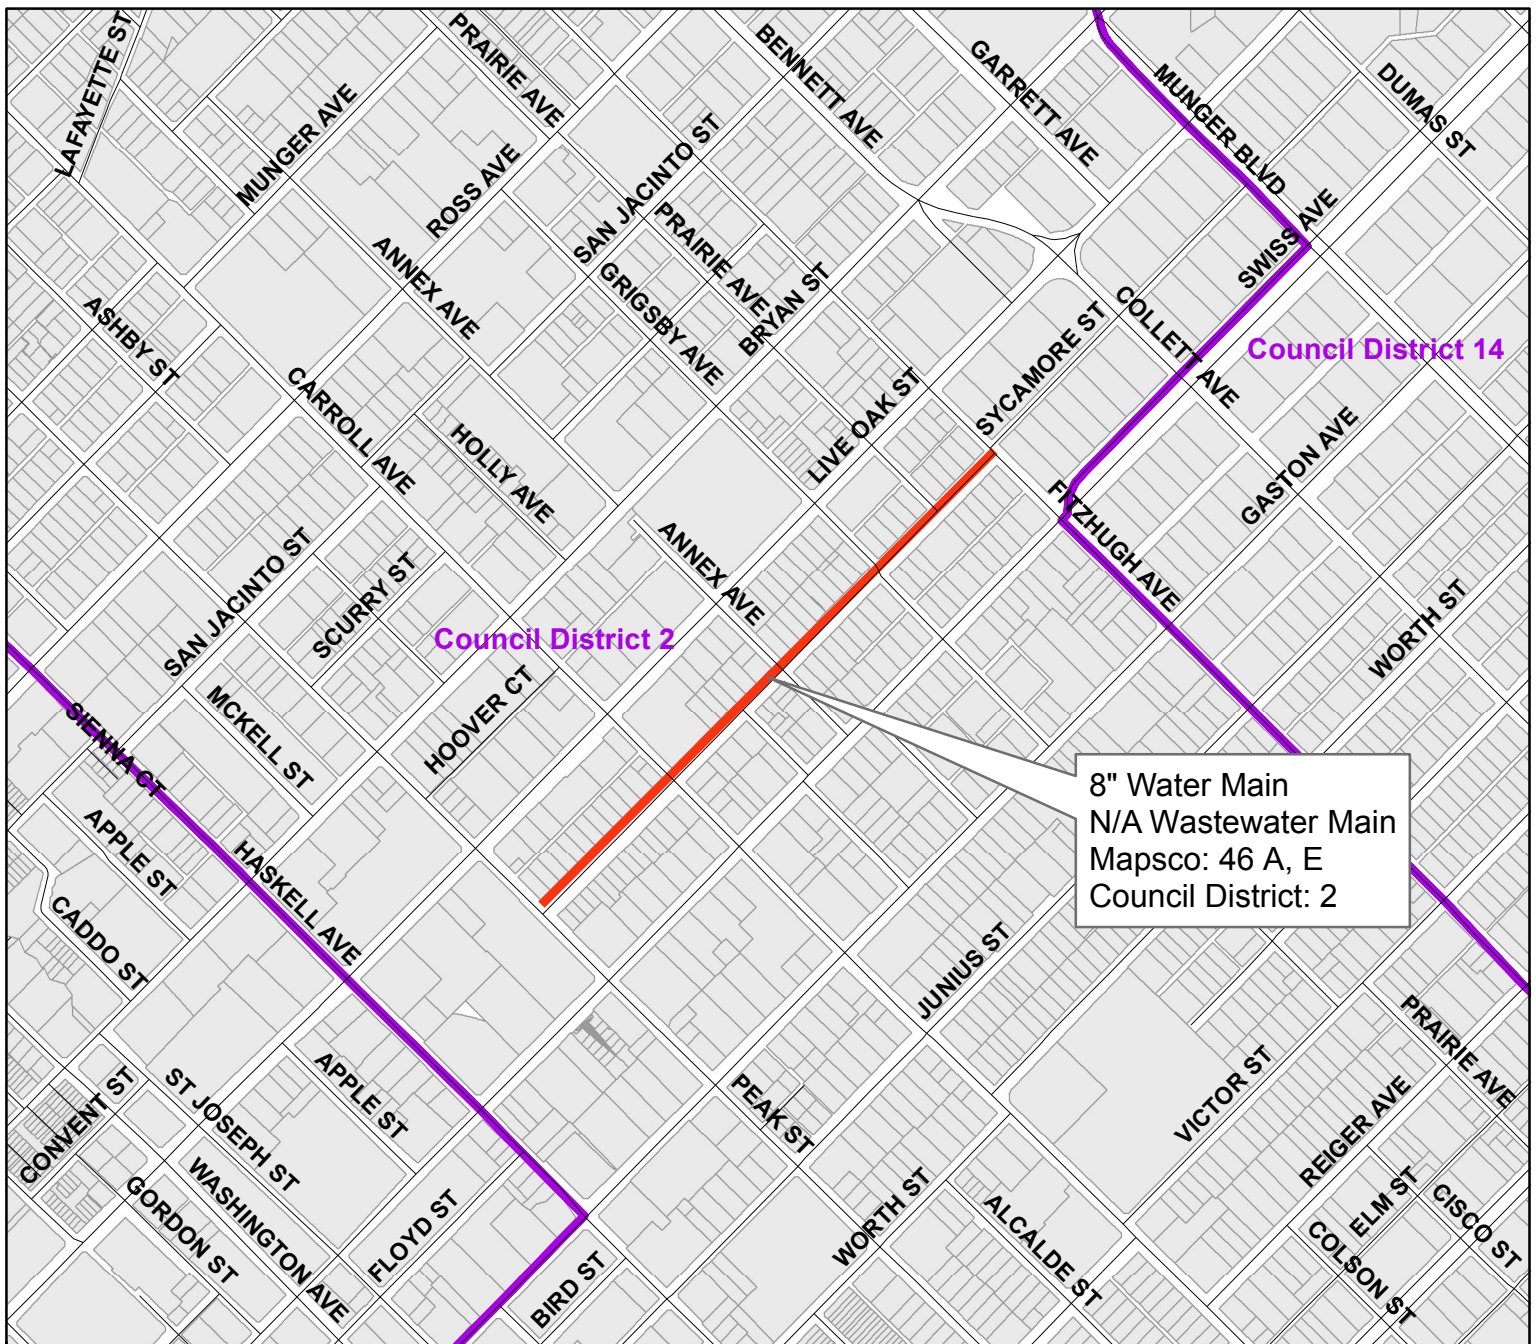 LAFAYETTE ST
PRAIRIE AVE
BENNETT AVE
GARRETT AVE
MUNGER BLVD
DUMAS ST
MUNGER AVE
ROSS AVE
SAN JACINTO ST
PRAIRIE AVE
SWISS AVE
ANNEX AVE
GRIGSBY AVE
BRYAN ST
COLLETT AVE
Council District 14
ASHBY ST
CARROLL AVE
HOLLY AVE
LIVE OAK ST
SYCAMORE ST
GASTON AVE
FITZHUGH AVE
SAN JACINTO ST
SCURRY ST
ANNEX AVE
WORTH ST
Council District 2
HOOVER CT
MCKELL ST
SIENNA CT
8" Water Main
N/A Wastewater Main
Mapsco: 46 A, E
Council District: 2
APPLE ST
HASKELL AVE
CADDO ST
JUNIUS ST
PRAIRIE AVE
CONVENT ST
ST JOSEPH ST
APPLE ST
PEAK ST
VICTOR ST
REIGER AVE
GORDON ST
WASHINGTON AVE
FLOYD ST
BIRD ST
WORTH ST
ALCALDE ST
ELM ST
CISCO ST
COLSON ST